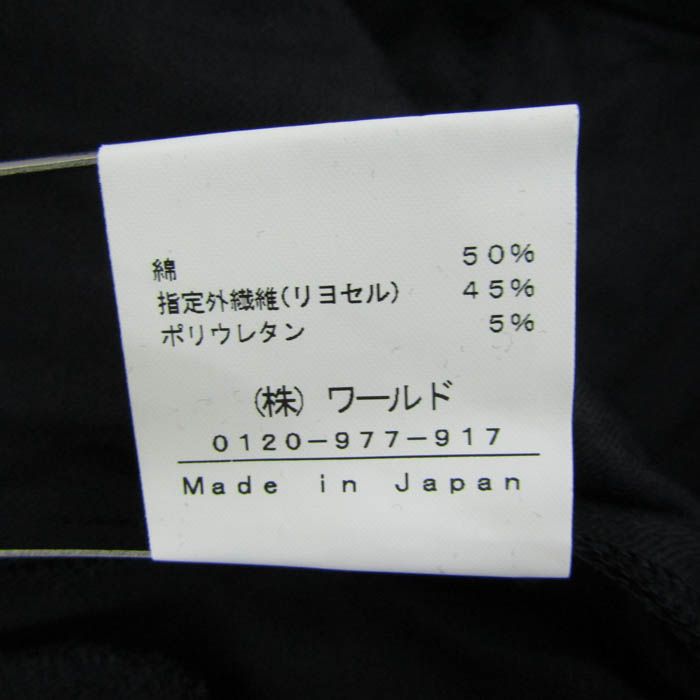 綿 50%
指定外繊維(リヨセル) 45%
ポリウレタン 5%
(株) ワールド
0120-977-917
Made in Japan